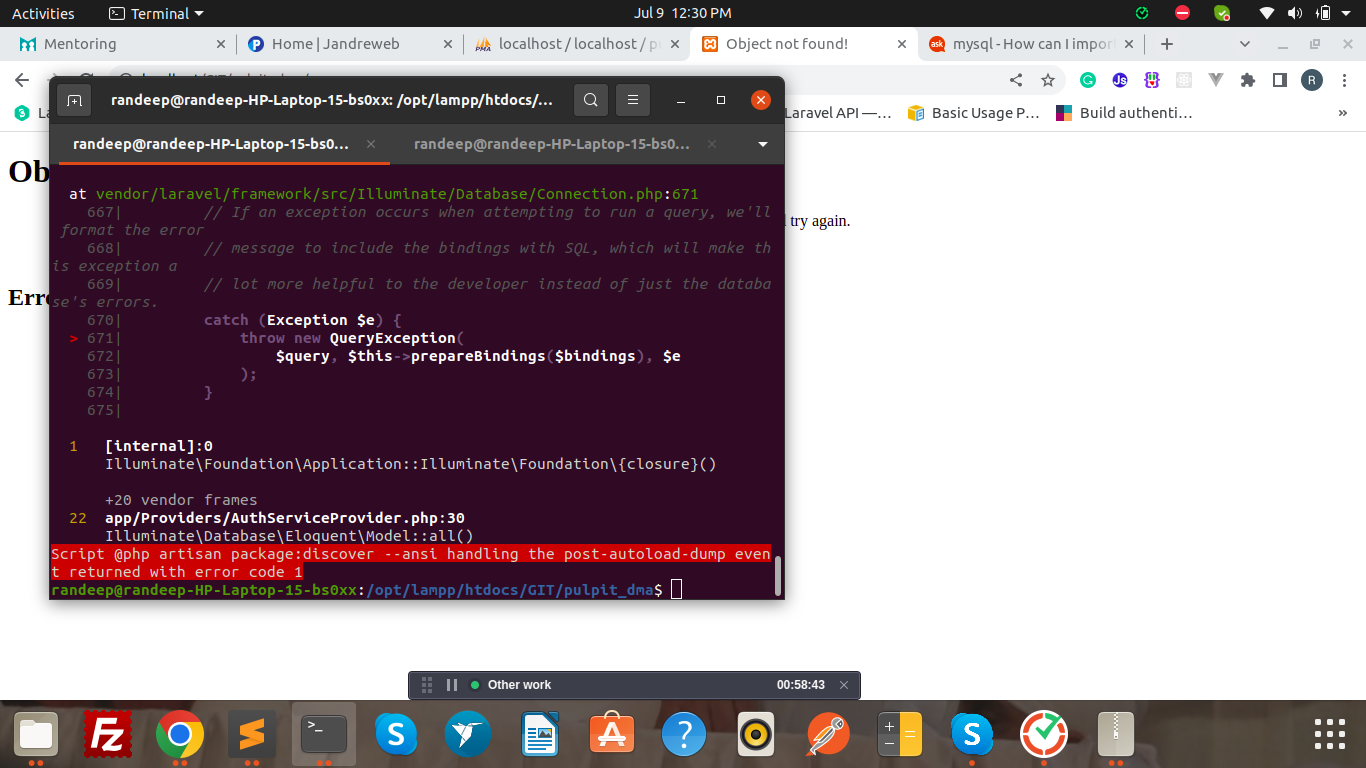 Activities
Terminal
Jul 9 12:30 PM
Mentoring
Home | Jandreweb
localhost / localhost / p
Object not found!
mysql - How can I impor
randeep@randeep-HP-Laptop-15-bs0xx: /opt/lampp/htdocs/...
R
Laravel API —...
Basic Usage P...
Build authenti...
»
randeep@randeep-HP-Laptop-15-bs0...
randeep@randeep-HP-Laptop-15-bs0...
Ob
at vendor/laravel/framework/src/Illuminate/Database/Connection.php:671
667| // If an exception occurs when attempting to run a query, we'll
format the error
try again.
668| // message to include the bindings with SQL, which will make th
is exception a
669| // lot more helpful to the developer instead of just the databa
se's errors.
Erro
670| catch (Exception $e) {
> 671| throw new QueryException(
672| $query, $this->prepareBindings($bindings), $e
673| );
674| }
675|
1 [internal]:0
Illuminate\Foundation\Application::Illuminate\Foundation\{closure}()
+20 vendor frames
22 app/Providers/AuthServiceProvider.php:30
Illuminate\Database\Eloquent\Model::all()
Script @php artisan package:discover --ansi handling the post-autoload-dump even
t returned with error code 1
randeep@randeep-HP-Laptop-15-bs0xx:/opt/lampp/htdocs/GIT/pulpit_dma$
Other work
00:58:43